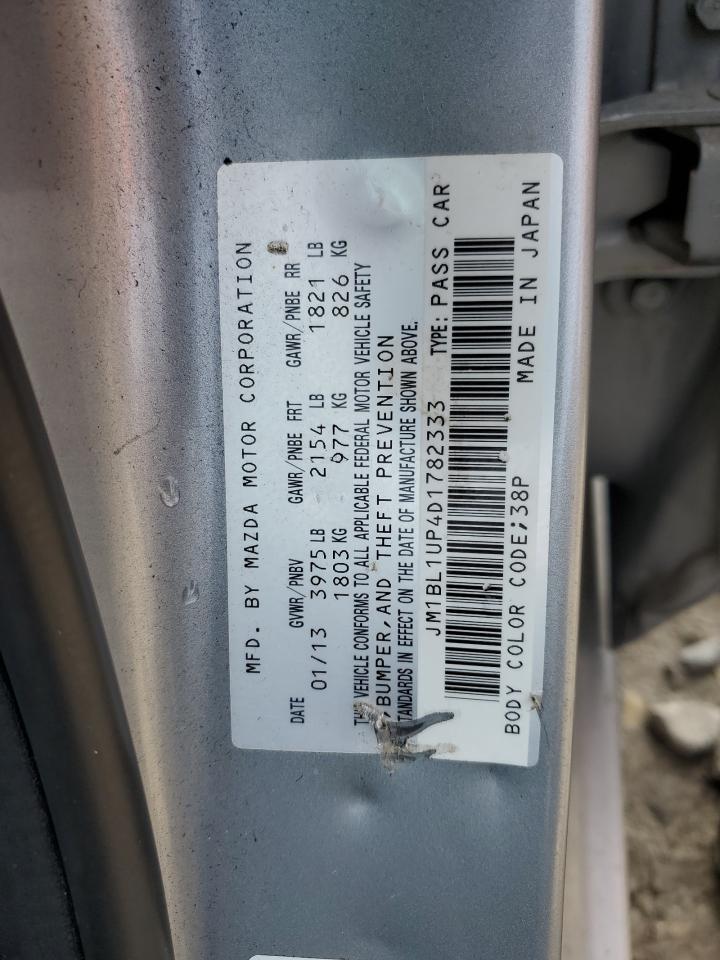 MFD. BY MAZDA MOTOR CORPORATION
DATE GVWR/PNBV GAWR/PNBE FRT GAWR/PNBE RR
01/13 3975 LB 2154 LB 1821 LB
1803 KG 977 KG 826 KG
VEHICLE CONFORMS TO ALL APPLICABLE FEDERAL MOTOR VEHICLE SAFETY
BUMPER, AND THEFT PREVENTION
TANDARDS IN EFFECT ON THE DATE OF MANUFACTURE SHOWN ABOVE.
JM1BL1UP4D1782333 TYPE: PASS CAR
BODY COLOR CODE;38P MADE IN JAPAN